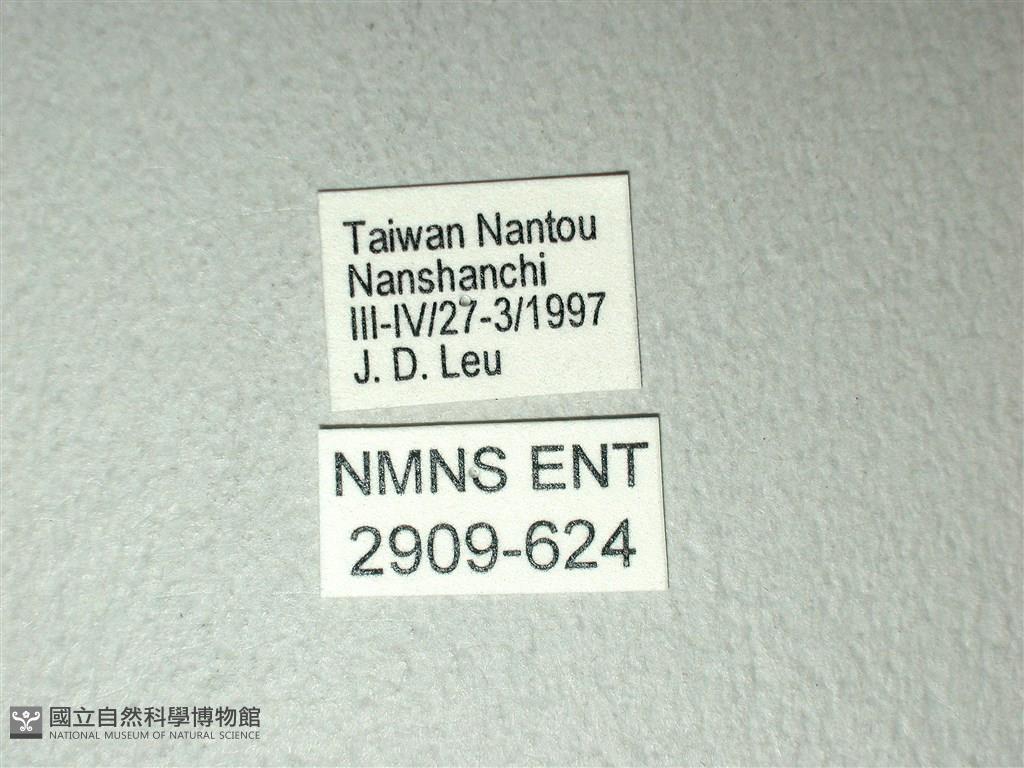 Taiwan Nantou
Nanshanchi
III-IV/27-3/1997
J. D. Leu
NMNS ENT
2909-624
國立自然科學博物館
NATIONAL MUSEUM OF NATURAL SCIENCE